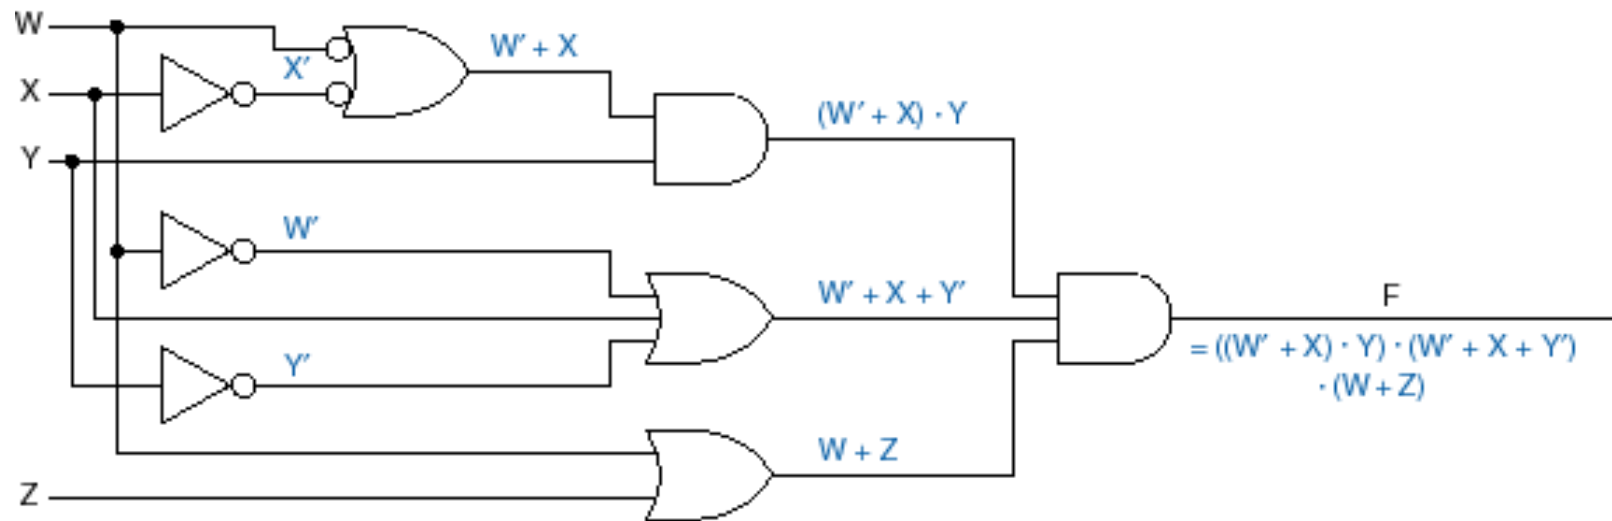 W
W′ + X
X′
X
(W′ + X) · Y
Y
W′
W′ + X + Y′
F
= ((W′ + X) · Y) · (W′ + X + Y′)
· (W + Z)
Y′
W + Z
Z